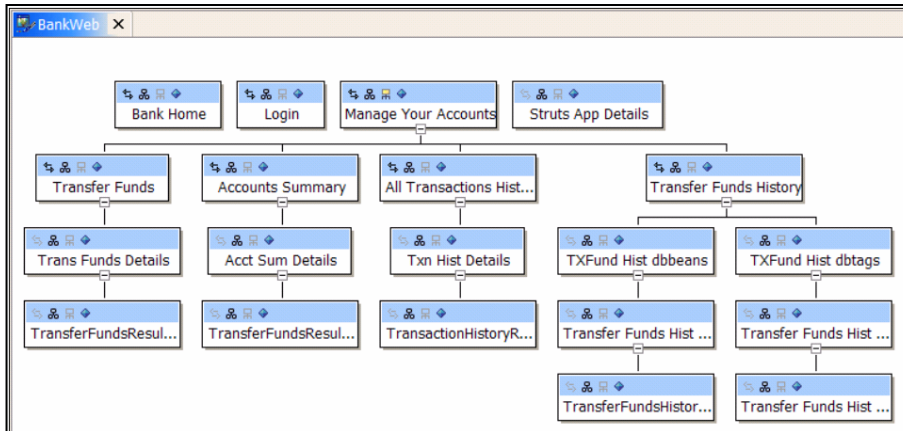 BankWeb
Bank Home
Login
Manage Your Accounts
Struts App Details
Transfer Funds
Accounts Summary
All Transactions Hist...
Transfer Funds History
Trans Funds Details
Acct Sum Details
Txn Hist Details
TXFund Hist dbbeans
TXFund Hist dbtags
TransferFundsResul...
TransferFundsResul...
TransactionHistoryR...
Transfer Funds Hist ...
Transfer Funds Hist ...
TransferFundsHistor...
Transfer Funds Hist ...